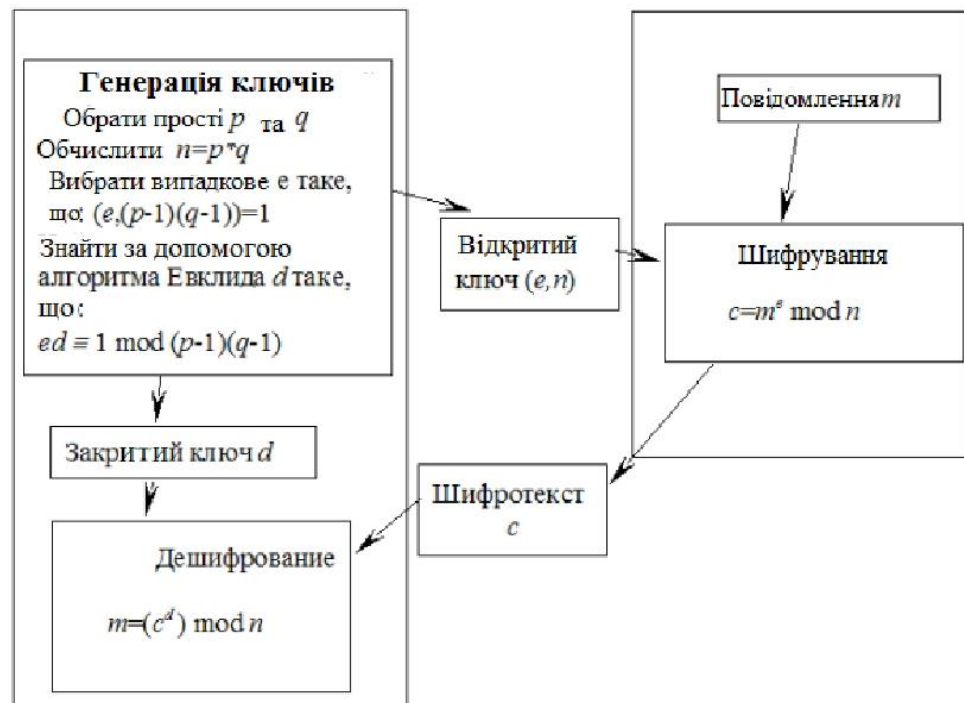 Генерація ключів
Обрати прості p та q
Обчислити n=p*q
Вибрати випадкове e таке,
що: (e,(p-1)(q-1))=1
Знайти за допомогою
алгоритма Евклида d таке,
що:
ed ≡ 1 mod (p-1)(q-1)
Закритий ключ d
Дешифрование
m=(c^d) mod n
Відкритий
ключ (e,n)
Шифротекст
c
Повідомлення m
Шифрування
c=m^e mod n